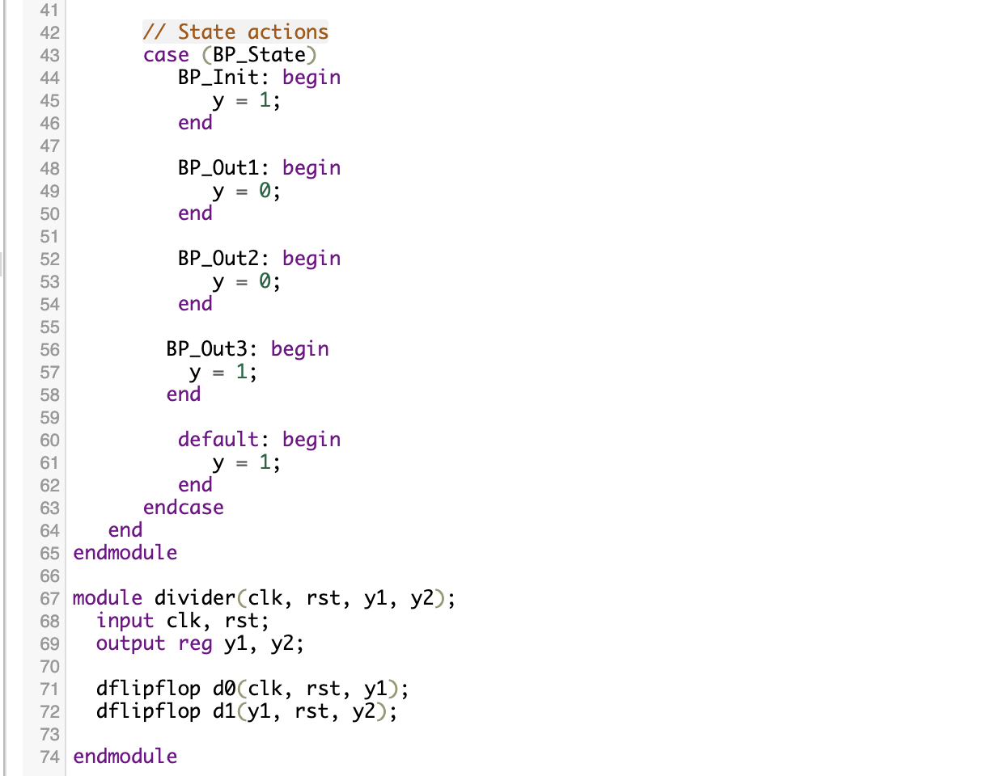 41
42 // State actions
43 case (BP_State)
44 BP_Init: begin
45 y = 1;
46 end
47
48 BP_Out1: begin
49 y = 0;
50 end
51
52 BP_Out2: begin
53 y = 0;
54 end
55
56 BP_Out3: begin
57 y = 1;
58 end
59
60 default: begin
61 y = 1;
62 end
63 endcase
64 end
65 endmodule
66
67 module divider(clk, rst, y1, y2);
68 input clk, rst;
69 output reg y1, y2;
70
71 dflipflop d0(clk, rst, y1);
72 dflipflop d1(y1, rst, y2);
73
74 endmodule